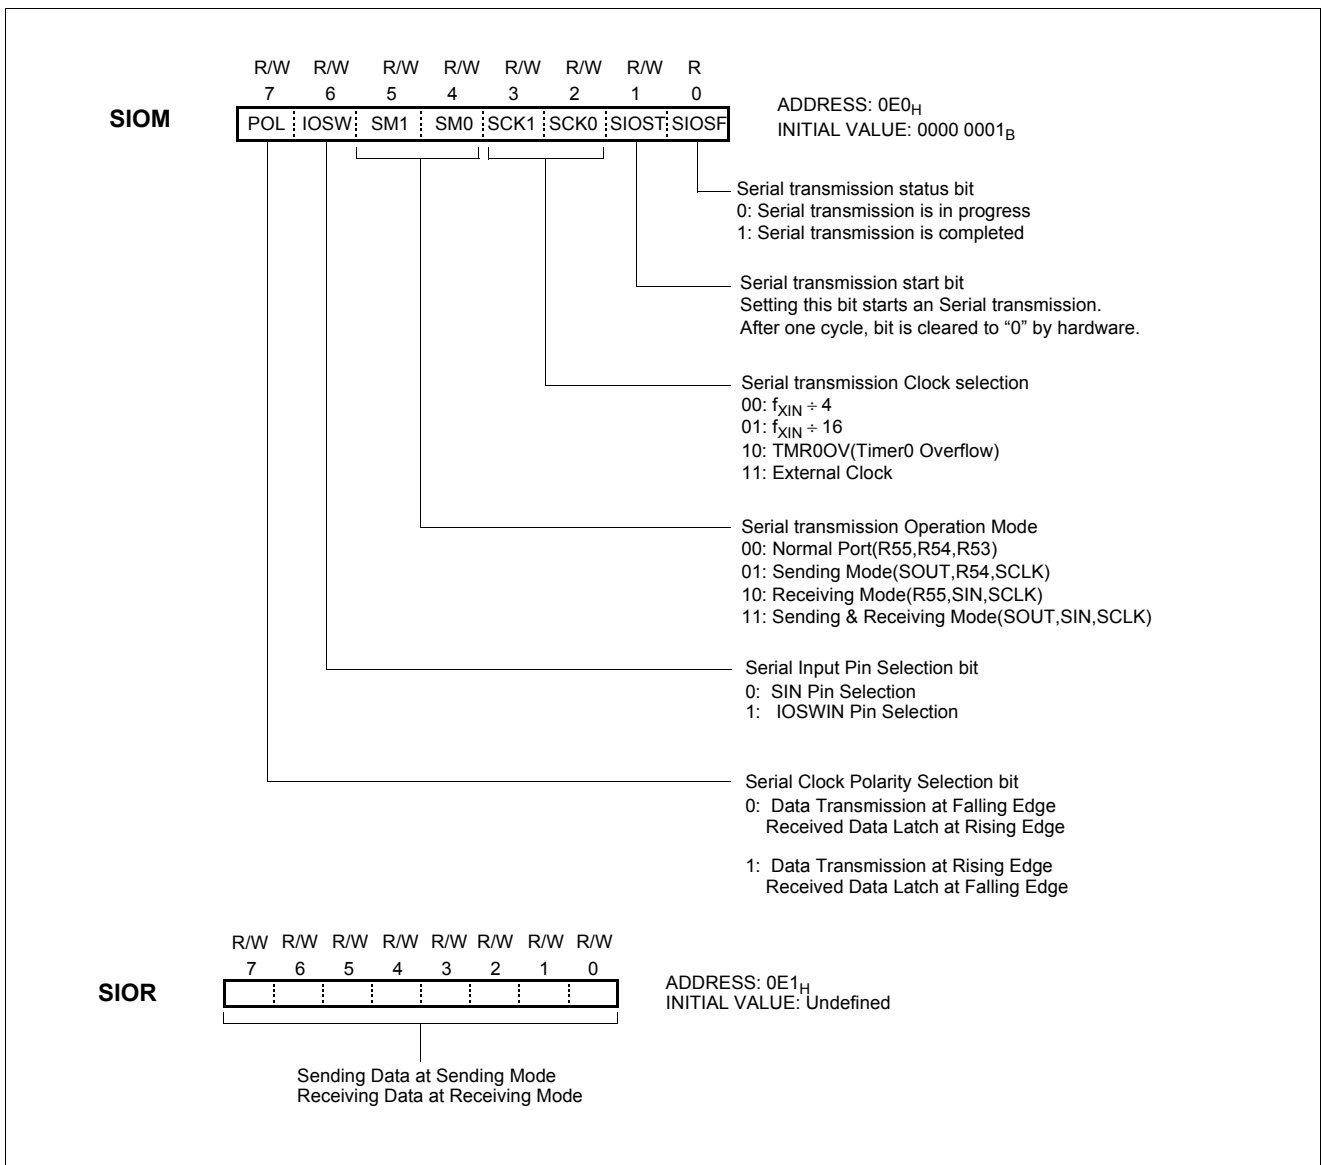 R/W R/W R/W R/W R/W R/W R/W R
7 6 5 4 3 2 1 0
SIOM
POL IOSW SM1 SM0 SCK1 SCK0 SIOST SIOSF
ADDRESS: 0E0H
INITIAL VALUE: 0000 0001B
Serial transmission status bit
0: Serial transmission is in progress
1: Serial transmission is completed
Serial transmission start bit
Setting this bit starts an Serial transmission.
After one cycle, bit is cleared to “0” by hardware.
Serial transmission Clock selection
00: fXIN ÷ 4
01: fXIN ÷ 16
10: TMR0OV(Timer0 Overflow)
11: External Clock
Serial transmission Operation Mode
00: Normal Port(R55,R54,R53)
01: Sending Mode(SOUT,R54,SCLK)
10: Receiving Mode(R55,SIN,SCLK)
11: Sending & Receiving Mode(SOUT,SIN,SCLK)
Serial Input Pin Selection bit
0: SIN Pin Selection
1: IOSWIN Pin Selection
Serial Clock Polarity Selection bit
0: Data Transmission at Falling Edge
Received Data Latch at Rising Edge
1: Data Transmission at Rising Edge
Received Data Latch at Falling Edge
R/W R/W R/W R/W R/W R/W R/W R/W
7 6 5 4 3 2 1 0
SIOR
ADDRESS: 0E1H
INITIAL VALUE: Undefined
Sending Data at Sending Mode
Receiving Data at Receiving Mode